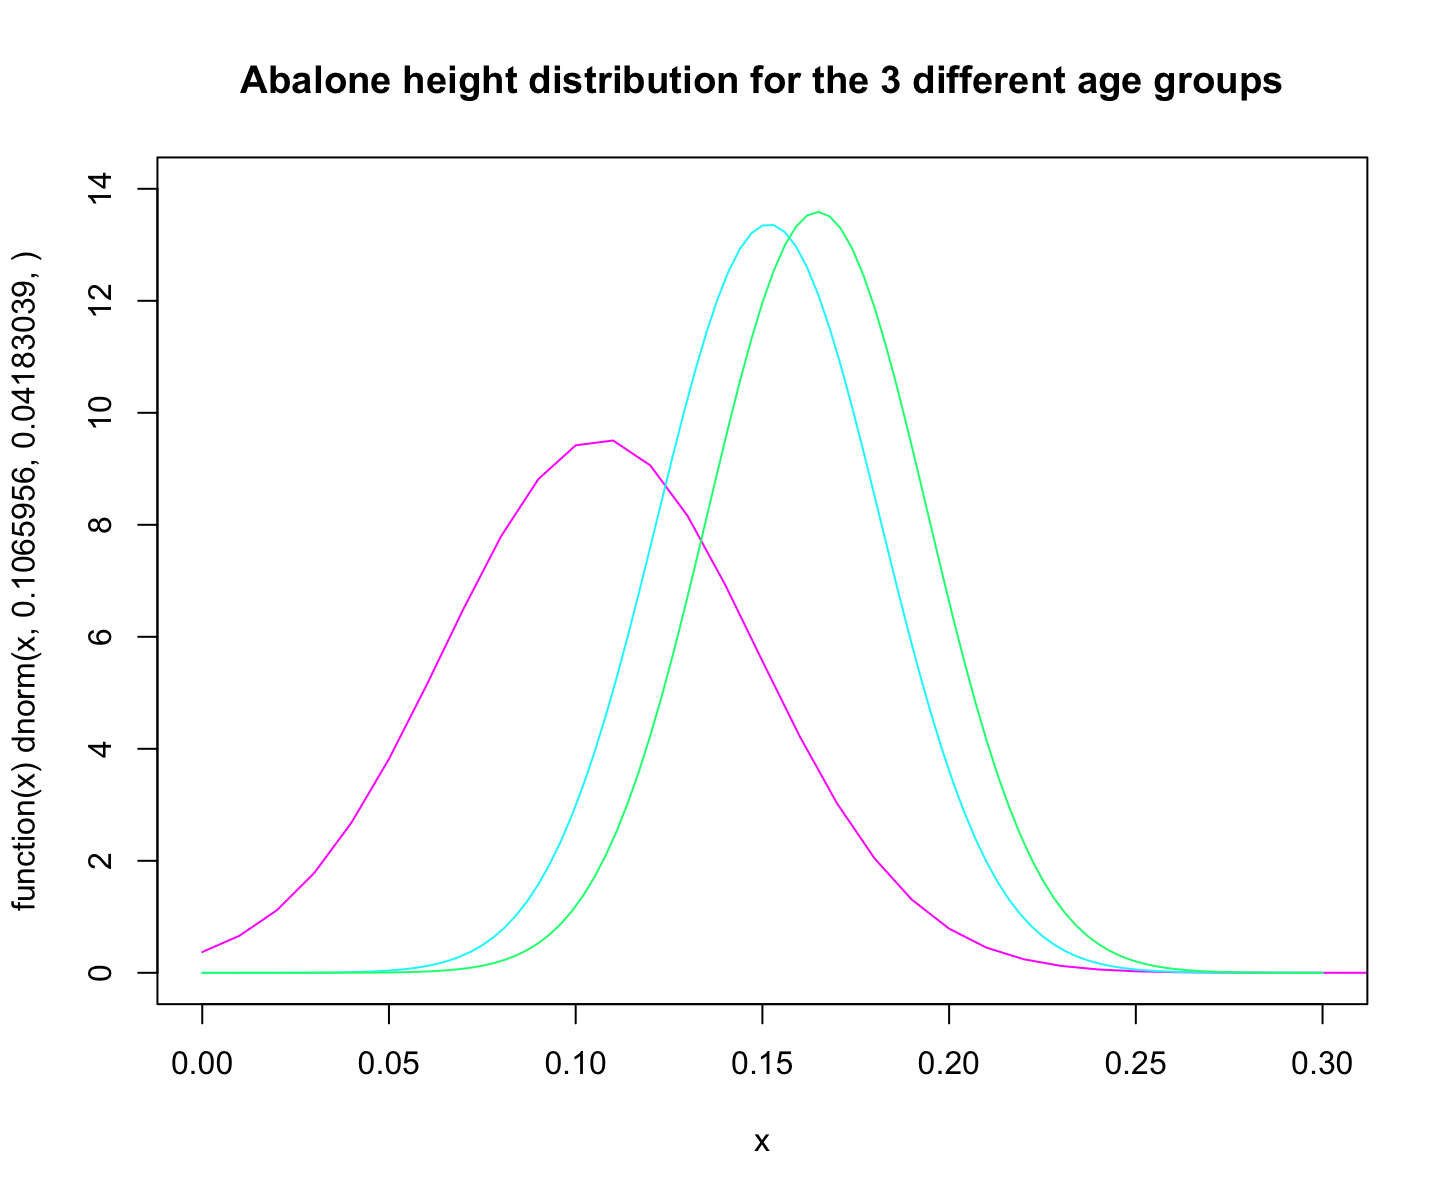 Abalone height distribution for the 3 different age groups
function(x) dnorm(x, 0.1065956, 0.04183039, )
14
12
10
8
6
4
2
0
0.00 0.05 0.10 0.15 0.20 0.25 0.30
x